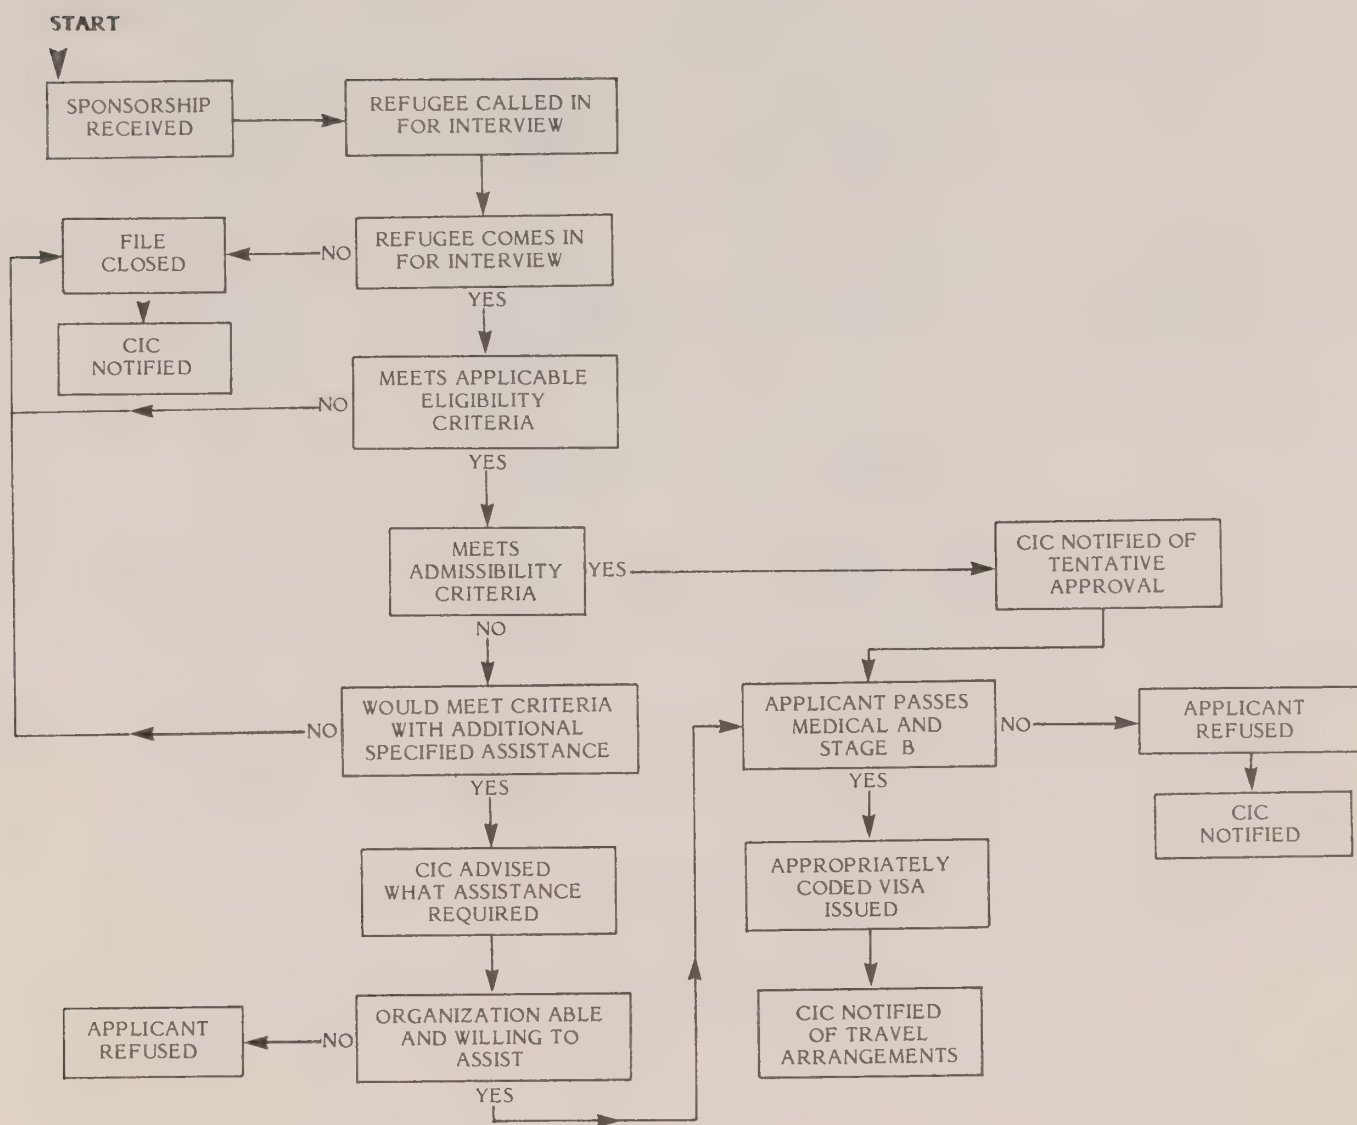 START
SPONSORSHIP
RECEIVED
REFUGEE CALLED IN
FOR INTERVIEW
FILE
CLOSED
NO
REFUGEE COMES IN
FOR INTERVIEW
YES
CIC
NOTIFIED
MEETS APPLICABLE
ELIGIBILITY
CRITERIA
NO
YES
MEETS
ADMISSIBILITY
CRITERIA
YES
CIC NOTIFIED OF
TENTATIVE
APPROVAL
NO
WOULD MEET CRITERIA
WITH ADDITIONAL
SPECIFIED ASSISTANCE
NO
YES
APPLICANT PASSES
MEDICAL AND
STAGE B
NO
APPLICANT
REFUSED
YES
CIC
NOTIFIED
CIC ADVISED
WHAT ASSISTANCE
REQUIRED
APPROPRIATELY
CODED VISA
ISSUED
APPLICANT
REFUSED
NO
ORGANIZATION ABLE
AND WILLING TO
ASSIST
YES
CIC NOTIFIED
OF TRAVEL
ARRANGEMENTS